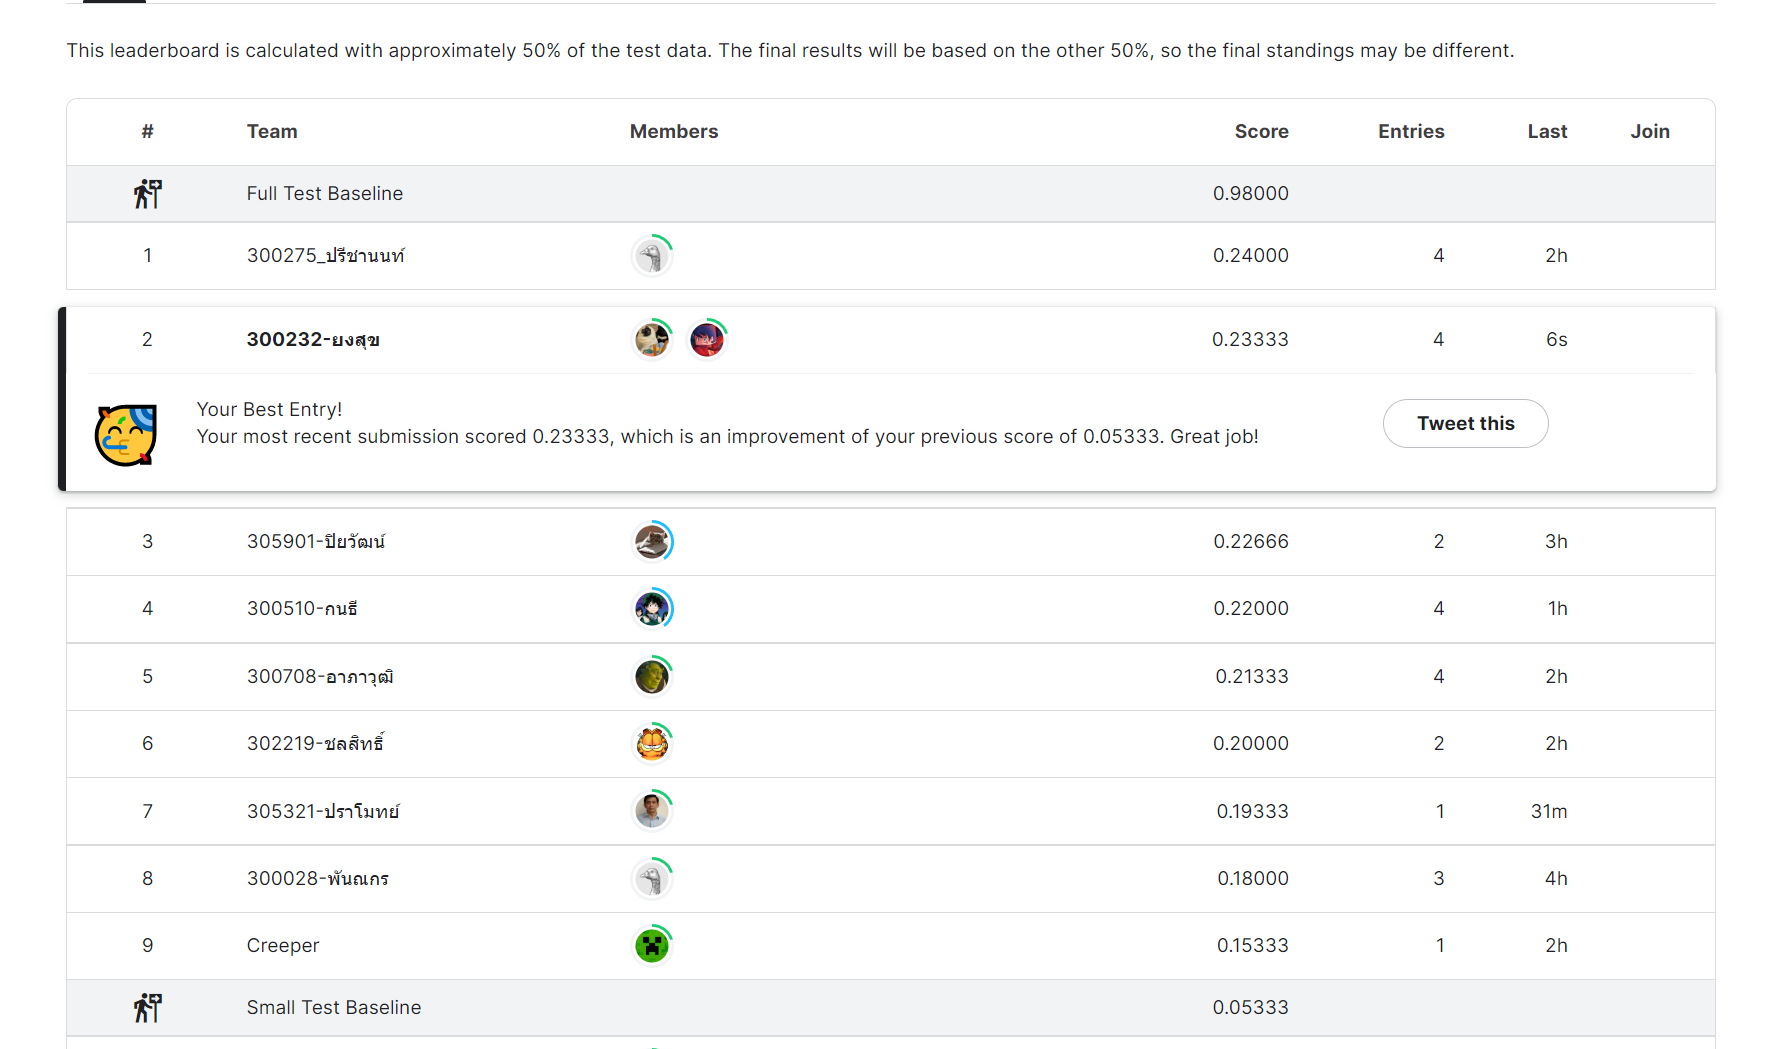 This leaderboard is calculated with approximately 50% of the test data. The final results will be based on the other 50%, so the final standings may be different.
# Team Members Score Entries Last Join
Full Test Baseline 0.98000
1 300275_ปรีชานนท์ 0.24000 4 2h
2 300232-ยงสุข 0.23333 4 6s
Your Best Entry!
Your most recent submission scored 0.23333, which is an improvement of your previous score of 0.05333. Great job!
Tweet this
3 305901-ปิยวัฒน์ 0.22666 2 3h
4 300510-กนธี 0.22000 4 1h
5 300708-อาภาวุฒิ 0.21333 4 2h
6 302219-ชลสิทธิ์ 0.20000 2 2h
7 305321-ปราโมทย์ 0.19333 1 31m
8 300028-พันณกร 0.18000 3 4h
9 Creeper 0.15333 1 2h
Small Test Baseline 0.05333